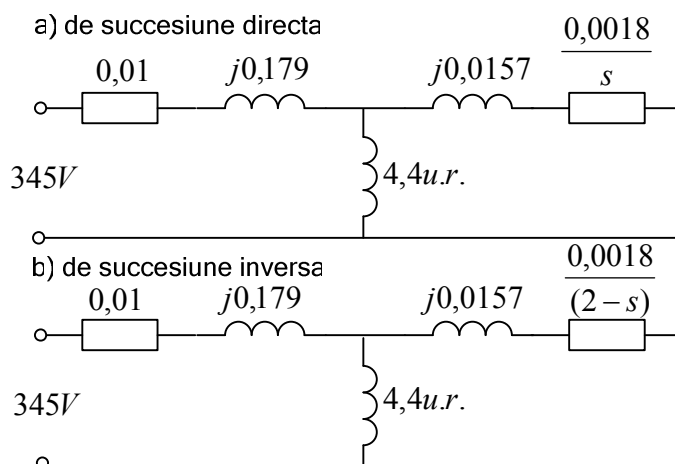 a) de succesiune directa
0,01 j0,179 j0,0157 0,0018
s
345V 4,4u.r.
b) de succesiune inversa
0,01 j0,179 j0,0157 0,0018
(2 − s)
345V 4,4u.r.